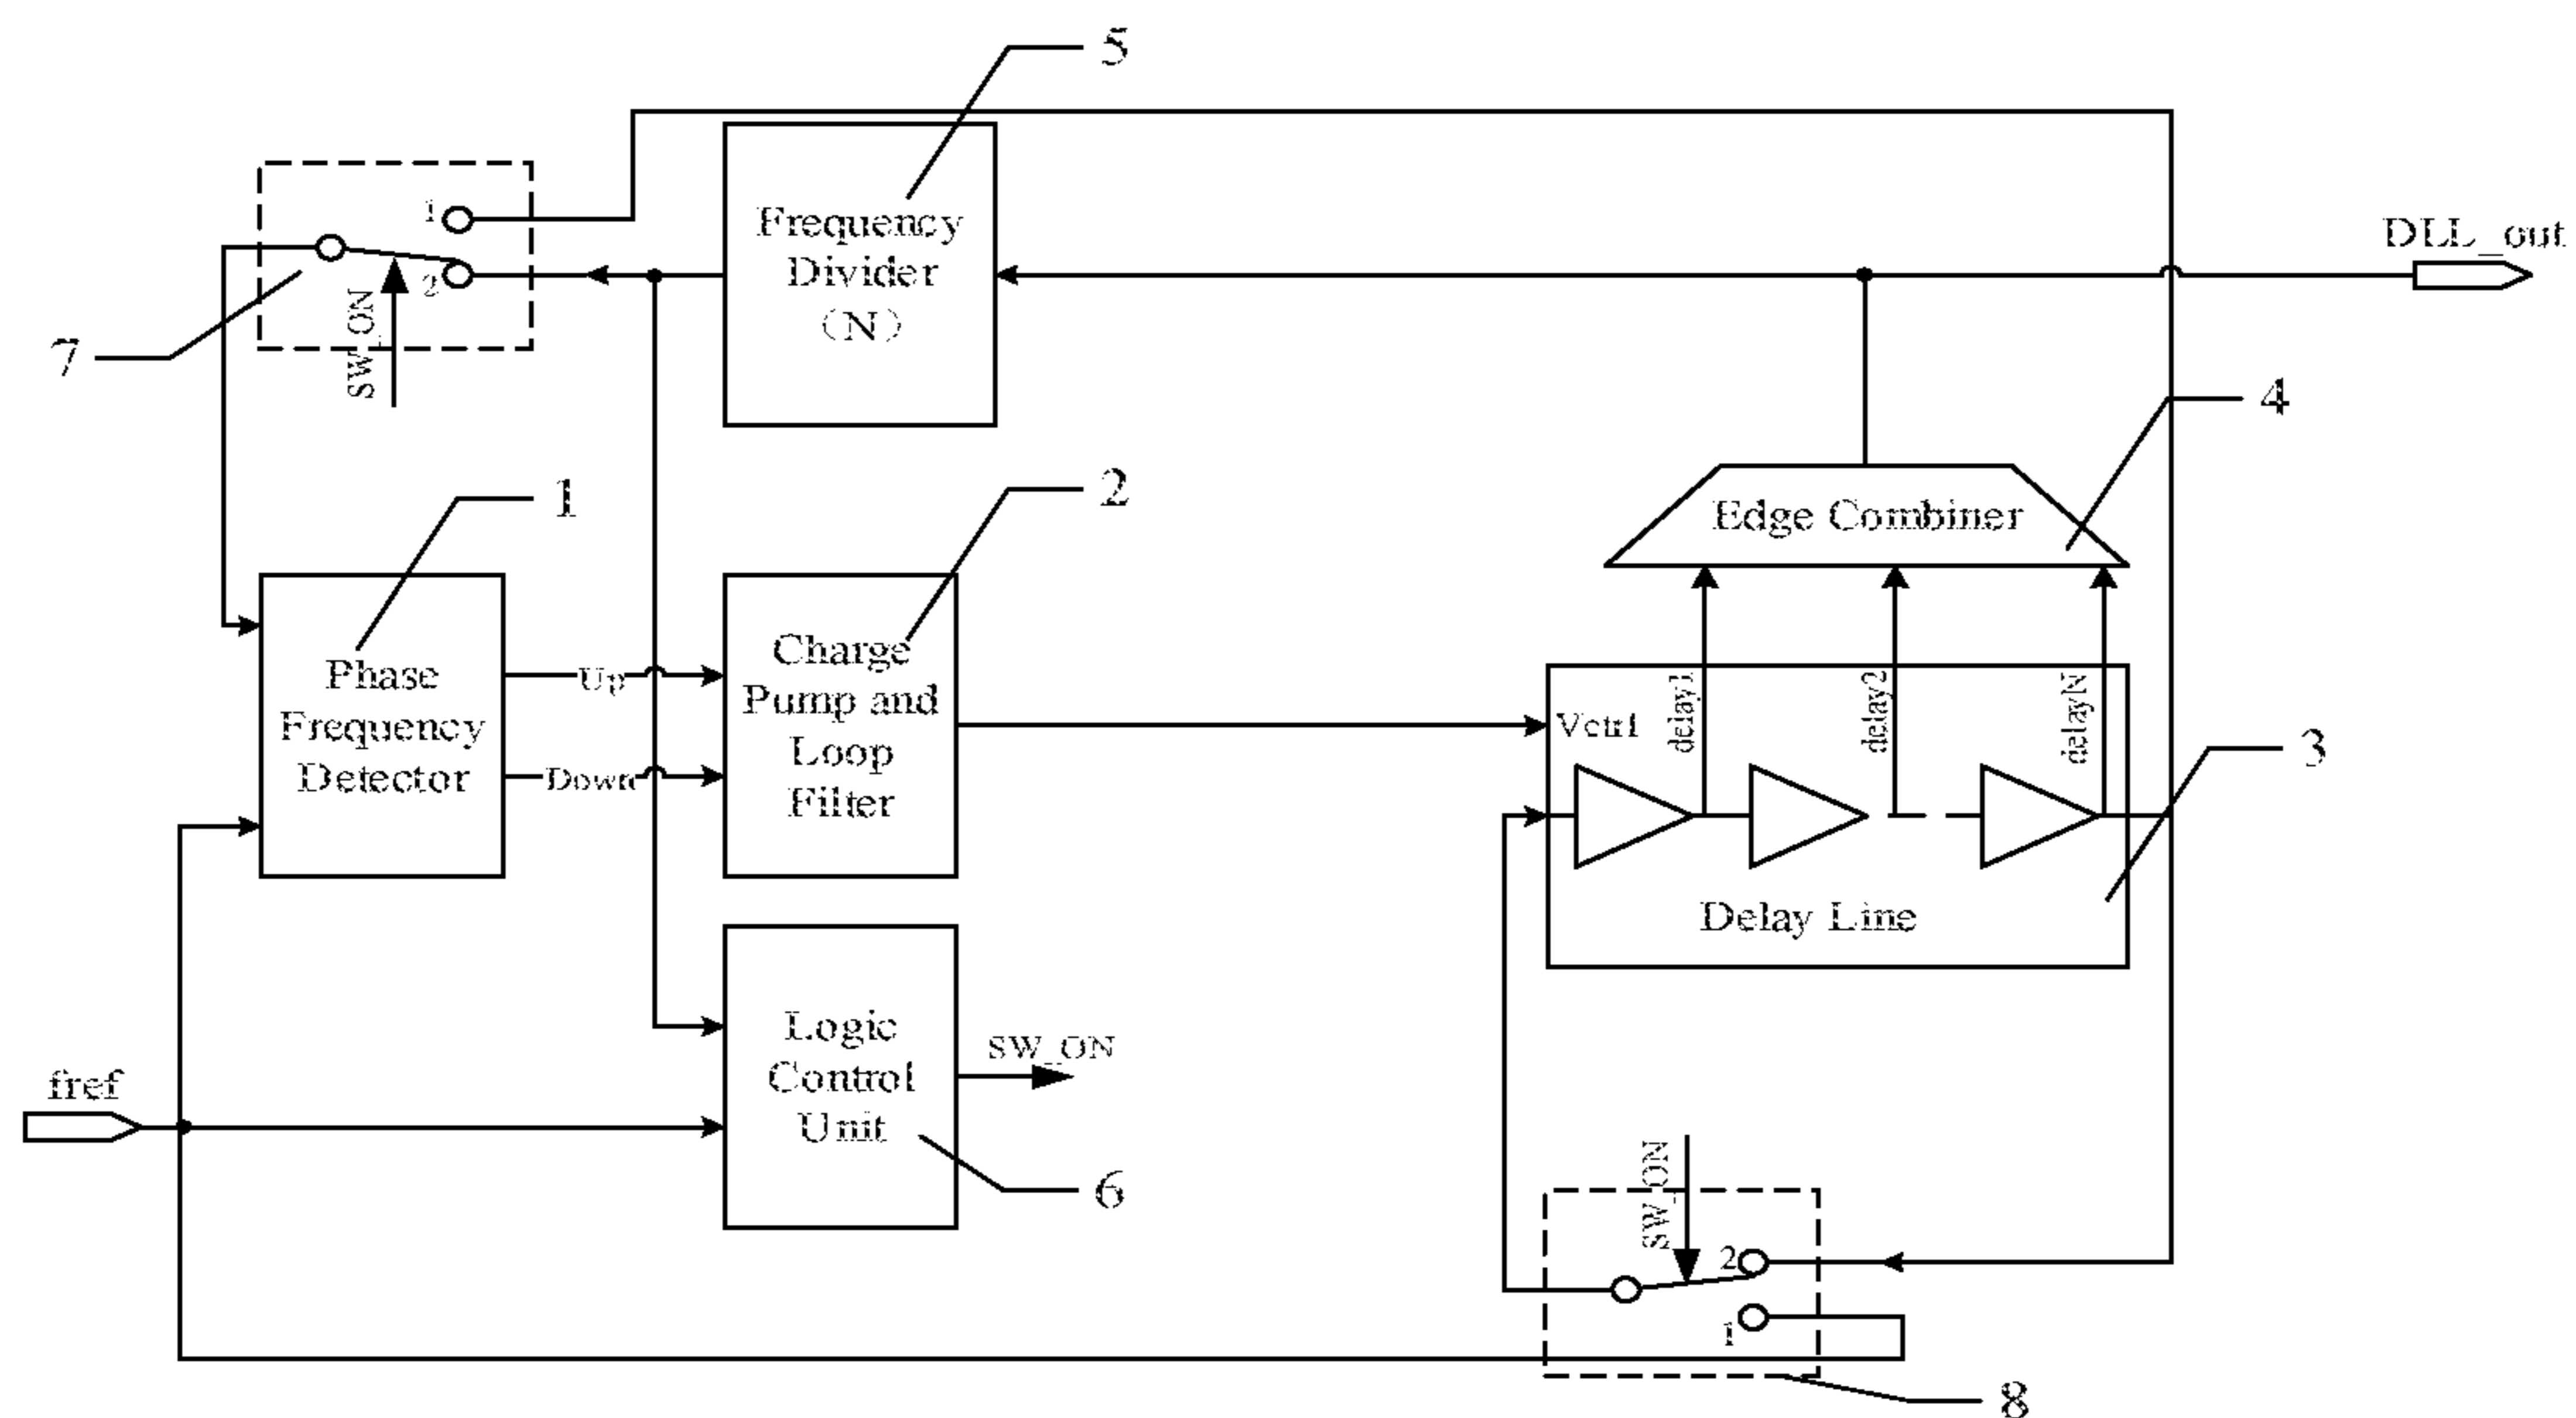 5
Frequency
Divider
(N)
1
2
SW_ON
7
DLL_out
4
Edge Combiner
1
2
Phase
Frequency
Detector
Up
Down
Charge
Pump and
Loop
Filter
Vctrl
delay1
delay2
delayN
3
Delay Line
Logic
Control
Unit
SW_ON
6
fref
SW_ON
2
1
8